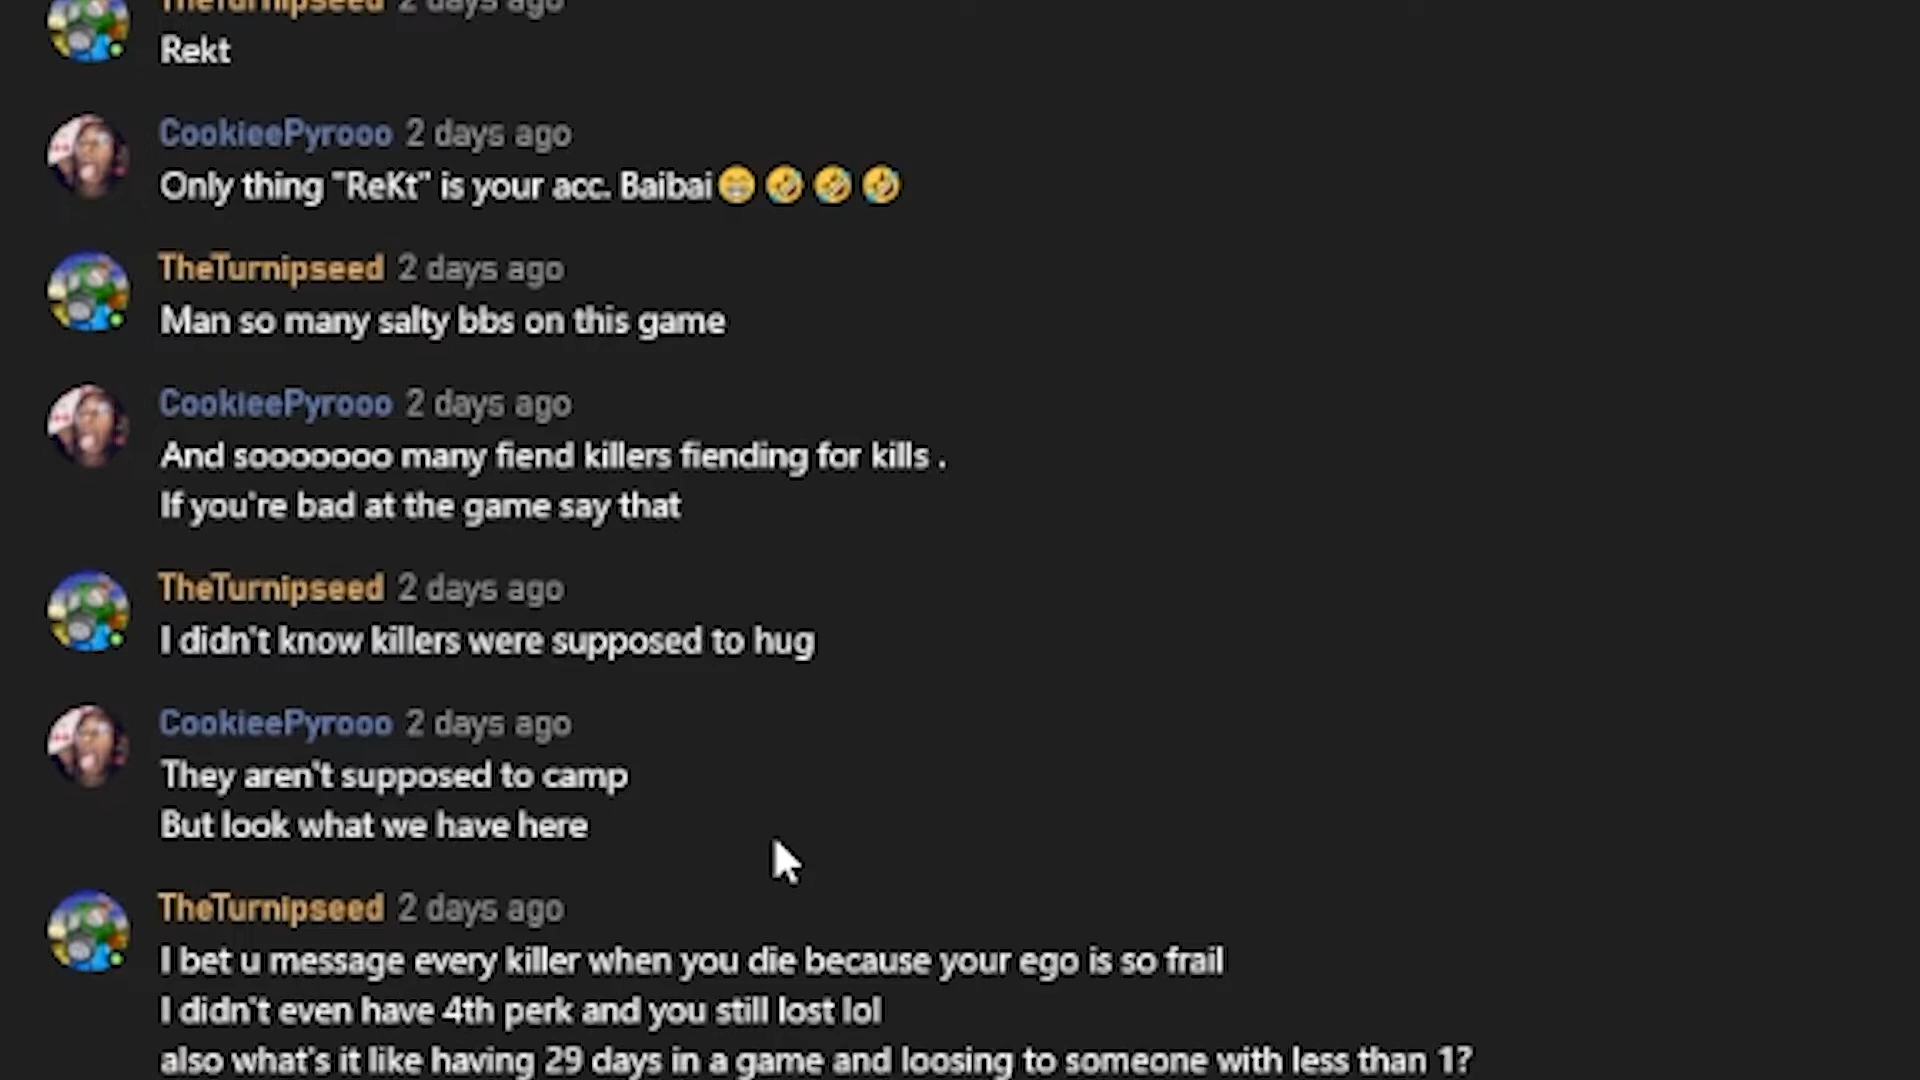 TheTurnipseed 2 days ago
Rekt
CookieePyrooo 2 days ago
Only thing "ReKt" is your acc. Baibai😁🤣🤣🤣
TheTurnipseed 2 days ago
Man so many salty bbs on this game
CookieePyrooo 2 days ago
And sooooooo many fiend killers fiending for kills .
If you're bad at the game say that
TheTurnipseed 2 days ago
I didn't know killers were supposed to hug
CookieePyrooo 2 days ago
They aren't supposed to camp
But look what we have here
TheTurnipseed 2 days ago
I bet u message every killer when you die because your ego is so frail
I didn't even have 4th perk and you still lost lol
also what's it like having 29 days in a game and loosing to someone with less than 1?